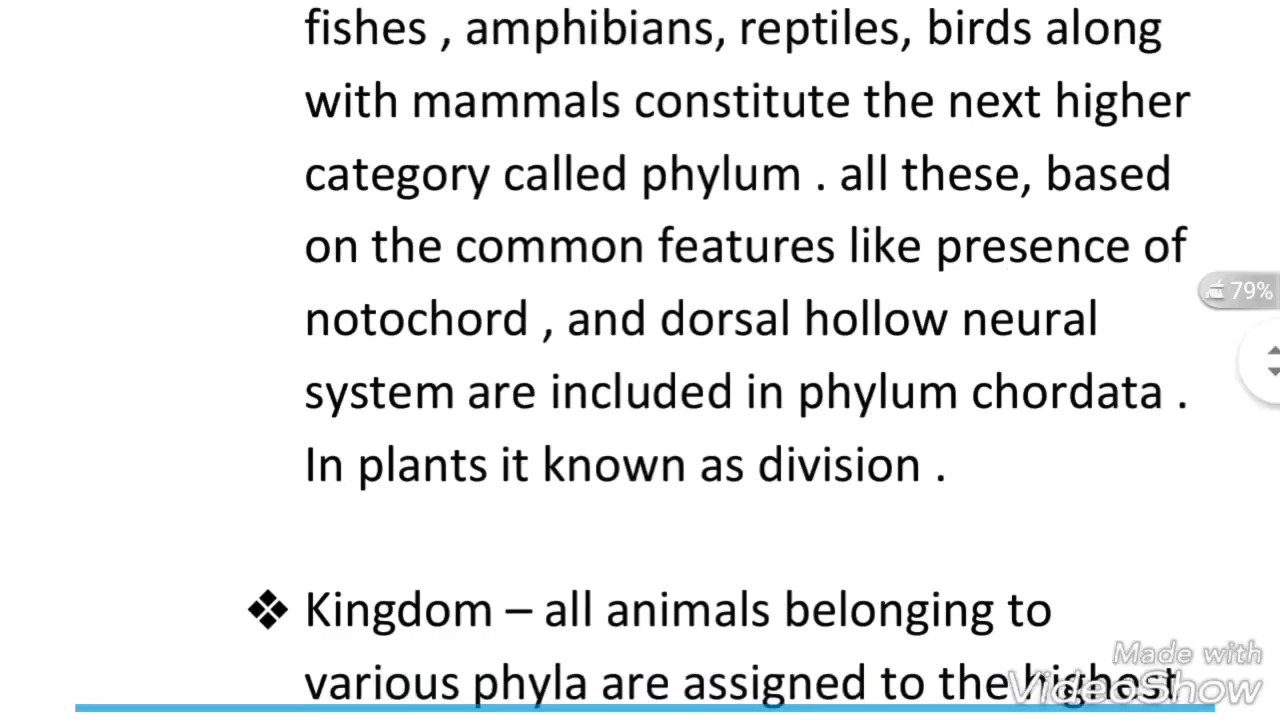 fishes , amphibians, reptiles, birds along
with mammals constitute the next higher
category called phylum . all these, based
on the common features like presence of
79%
notochord , and dorsal hollow neural
system are included in phylum chordata .
In plants it known as division .
❖ Kingdom – all animals belonging to
various phyla are assigned to the highest
Made with
VideoShow